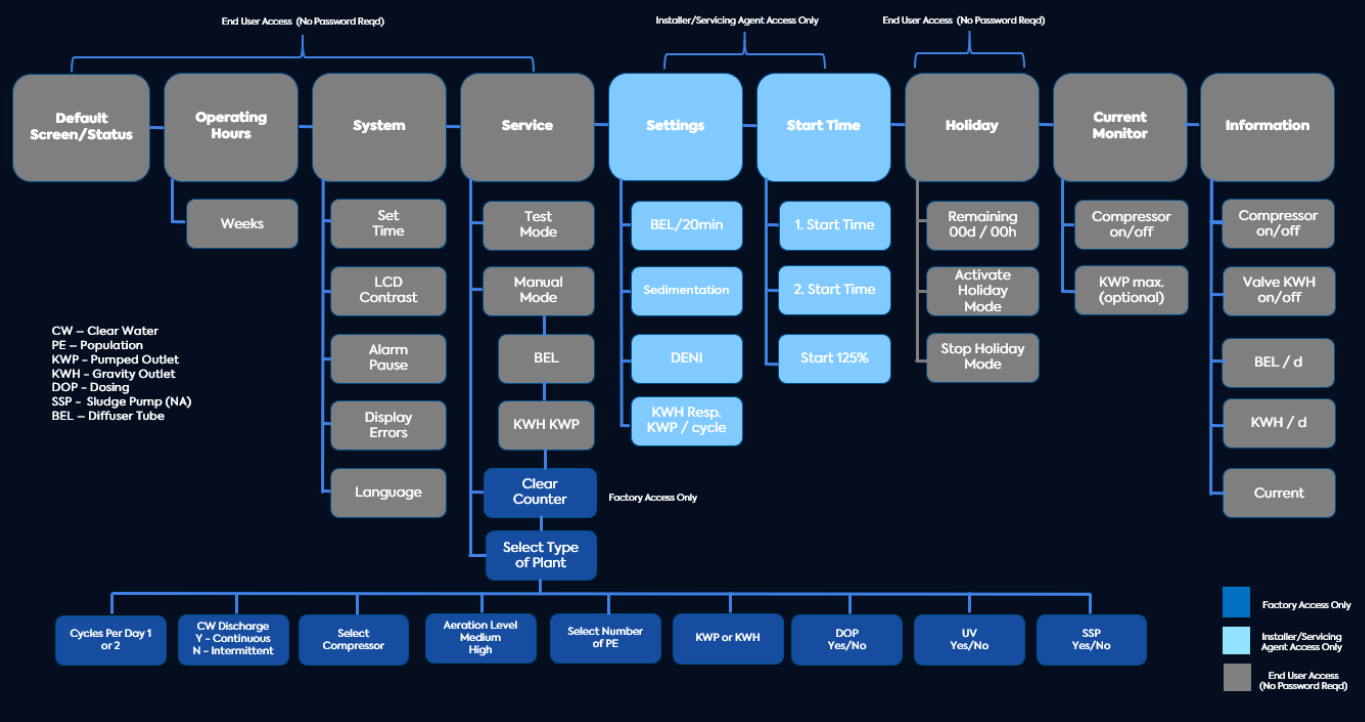 End User Access (No Password Reqd)
Installer/Servicing Agent Access Only
End User Access (No Password Reqd)
Default
Screen/Status
Operating
Hours
System
Service
Settings
Start Time
Holiday
Current
Monitor
Information
Weeks
Set
Time
LCD
Contrast
Alarm
Pause
Display
Errors
Language
Test
Mode
Manual
Mode
BEL
KWH KWP
Clear
Counter
Factory Access Only
Select Type
of Plant
BEL/20min
Sedimentation
DENI
KWH Resp.
KWP / cycle
1. Start Time
2. Start Time
Start 125%
Remaining
00d / 00h
Activate
Holiday
Mode
Stop Holiday
Mode
Compressor
on/off
KWP max.
(optional)
Compressor
on/off
Valve KWH
on/off
BEL / d
KWH / d
Current
CW – Clear Water
PE – Population
KWP - Pumped Outlet
KWH - Gravity Outlet
DOP - Dosing
SSP - Sludge Pump (NA)
BEL – Diffuser Tube
Cycles Per Day 1
or 2
CW Discharge
Y - Continuous
N - Intermittent
Select
Compressor
Aeration Level
Medium
High
Select Number
of PE
KWP or KWH
DOP
Yes/No
UV
Yes/No
SSP
Yes/No
Factory Access Only
Installer/Servicing
Agent Access Only
End User Access
(No Password Reqd)